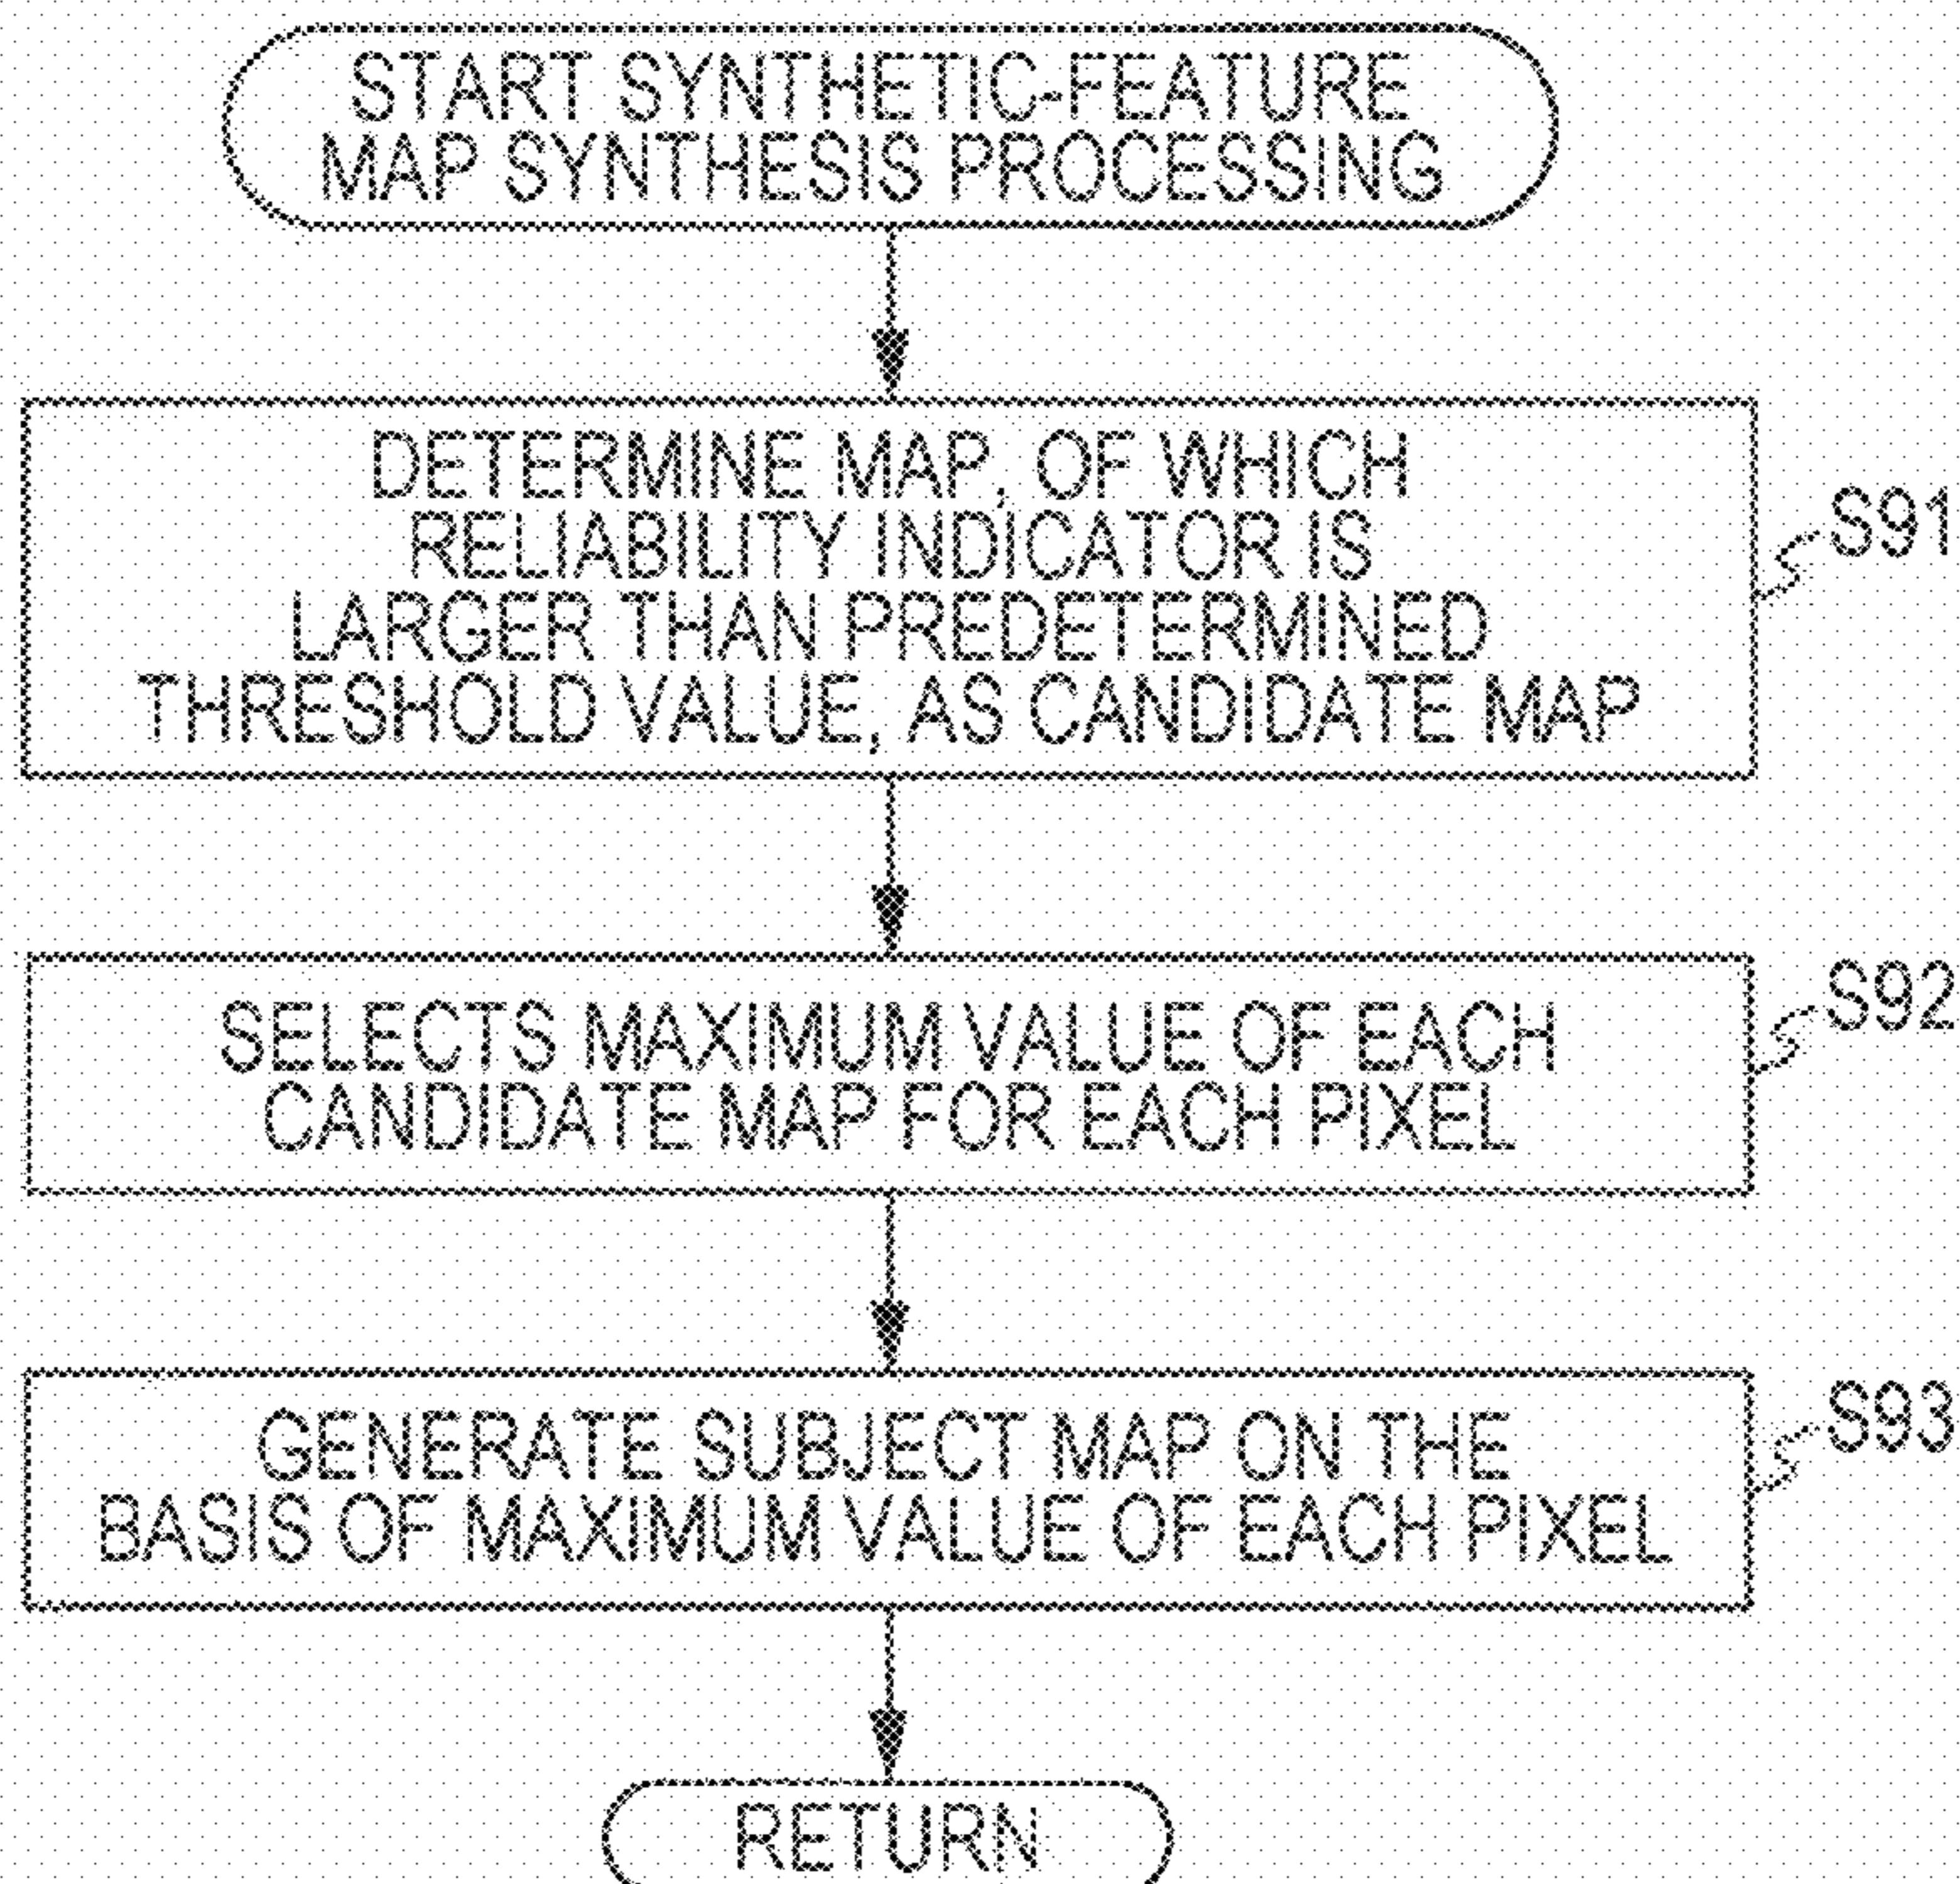 START SYNTHETIC-FEATURE
MAP SYNTHESIS PROCESSING
DETERMINE MAP, OF WHICH
RELIABILITY INDICATOR IS
LARGER THAN PREDETERMINED
THRESHOLD VALUE, AS CANDIDATE MAP
S91
SELECTS MAXIMUM VALUE OF EACH
CANDIDATE MAP FOR EACH PIXEL
S92
GENERATE SUBJECT MAP ON THE
BASIS OF MAXIMUM VALUE OF EACH PIXEL
S93
RETURN